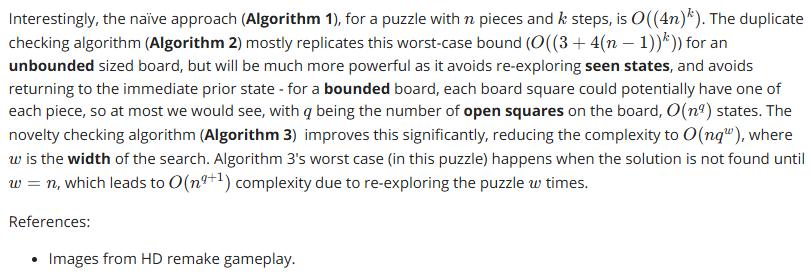 Interestingly, the naïve approach (Algorithm 1), for a puzzle with n pieces and k steps, is O((4n)^k). The duplicate
checking algorithm (Algorithm 2) mostly replicates this worst-case bound (O((3 + 4(n − 1))^k)) for an
unbounded sized board, but will be much more powerful as it avoids re-exploring seen states, and avoids
returning to the immediate prior state - for a bounded board, each board square could potentially have one of
each piece, so at most we would see, with q being the number of open squares on the board, O(n^q) states. The
novelty checking algorithm (Algorithm 3) improves this significantly, reducing the complexity to O(nq^w), where
w is the width of the search. Algorithm 3's worst case (in this puzzle) happens when the solution is not found until
w = n, which leads to O(n^{q+1}) complexity due to re-exploring the puzzle w times.
References:
• Images from HD remake gameplay.